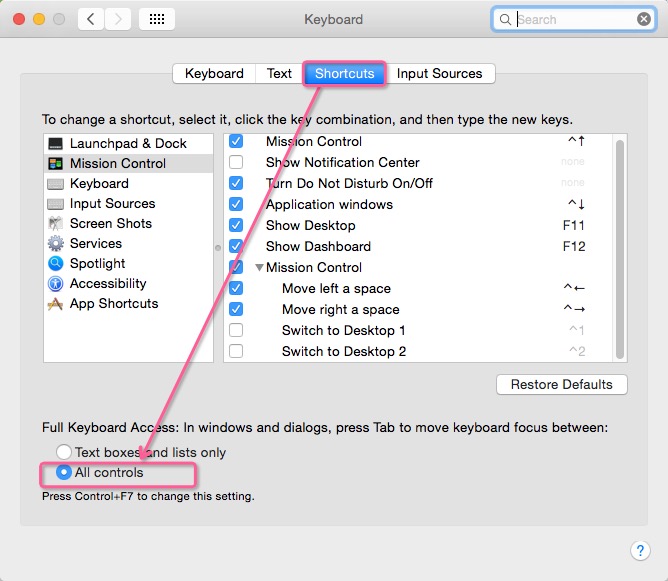 Keyboard
Search
Keyboard Text Shortcuts Input Sources
To change a shortcut, select it, click the key combination, and then type the new keys.
Launchpad & Dock
Mission Control
Keyboard
Input Sources
Screen Shots
Services
Spotlight
Accessibility
App Shortcuts
Mission Control ^↑
Show Notification Center none
Turn Do Not Disturb On/Off none
Application windows ^↓
Show Desktop F11
Show Dashboard F12
Mission Control
Move left a space ^←
Move right a space ^→
Switch to Desktop 1 ^1
Switch to Desktop 2 ^2
Restore Defaults
Full Keyboard Access: In windows and dialogs, press Tab to move keyboard focus between:
Text boxes and lists only
All controls
Press Control+F7 to change this setting.
?